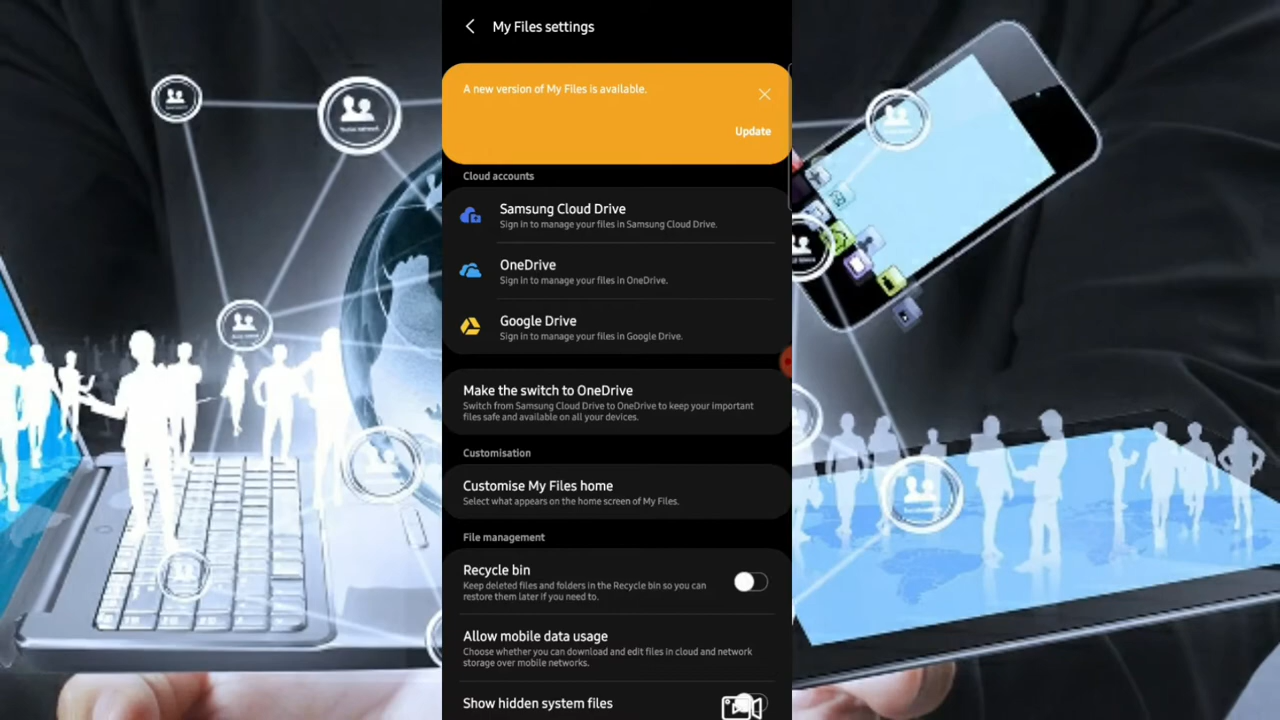 My Files settings
A new version of My Files is available.
Update
Cloud accounts
Samsung Cloud Drive
Sign in to manage your files in Samsung Cloud Drive.
OneDrive
Sign in to manage your files in OneDrive.
Google Drive
Sign in to manage your files in Google Drive.
Make the switch to OneDrive
Switch from Samsung Cloud Drive to OneDrive to keep your important
files safe and available on all your devices.
Customisation
Customise My Files home
Select what appears on the home screen of My Files.
File management
Recycle bin
Keep deleted files and folders in the Recycle bin so you can
restore them later if you need to.
Allow mobile data usage
Choose whether you can download and edit files in cloud and network
storage over mobile networks.
Show hidden system files